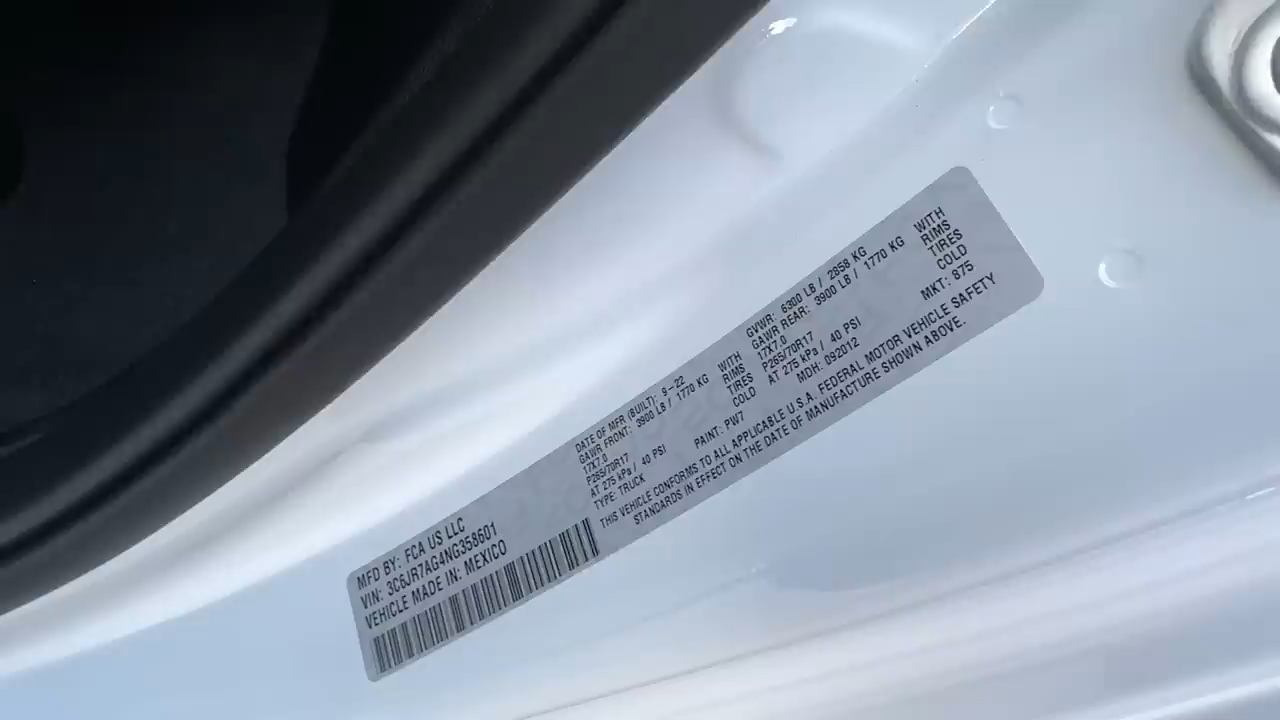 MFD BY: FCA US LLC
VIN: 3C6JR7AG4NG358601
VEHICLE MADE IN: MEXICO
DATE OF MFR (BUILT): 9-22 GVWR: 6300 LB / 2858 KG
GAWR FRONT: 3900 LB / 1770 KG WITH GAWR REAR: 3900 LB / 1770 KG WITH
17X7.0 RIMS 17X7.0 RIMS
P265/70R17 TIRES P265/70R17 TIRES
AT 275 kPa / 40 PSI COLD AT 275 kPa / 40 PSI COLD
TYPE: TRUCK PAINT: PW7 MDH: 092012 MKT: 875
THIS VEHICLE CONFORMS TO ALL APPLICABLE U.S.A. FEDERAL MOTOR VEHICLE SAFETY
STANDARDS IN EFFECT ON THE DATE OF MANUFACTURE SHOWN ABOVE.